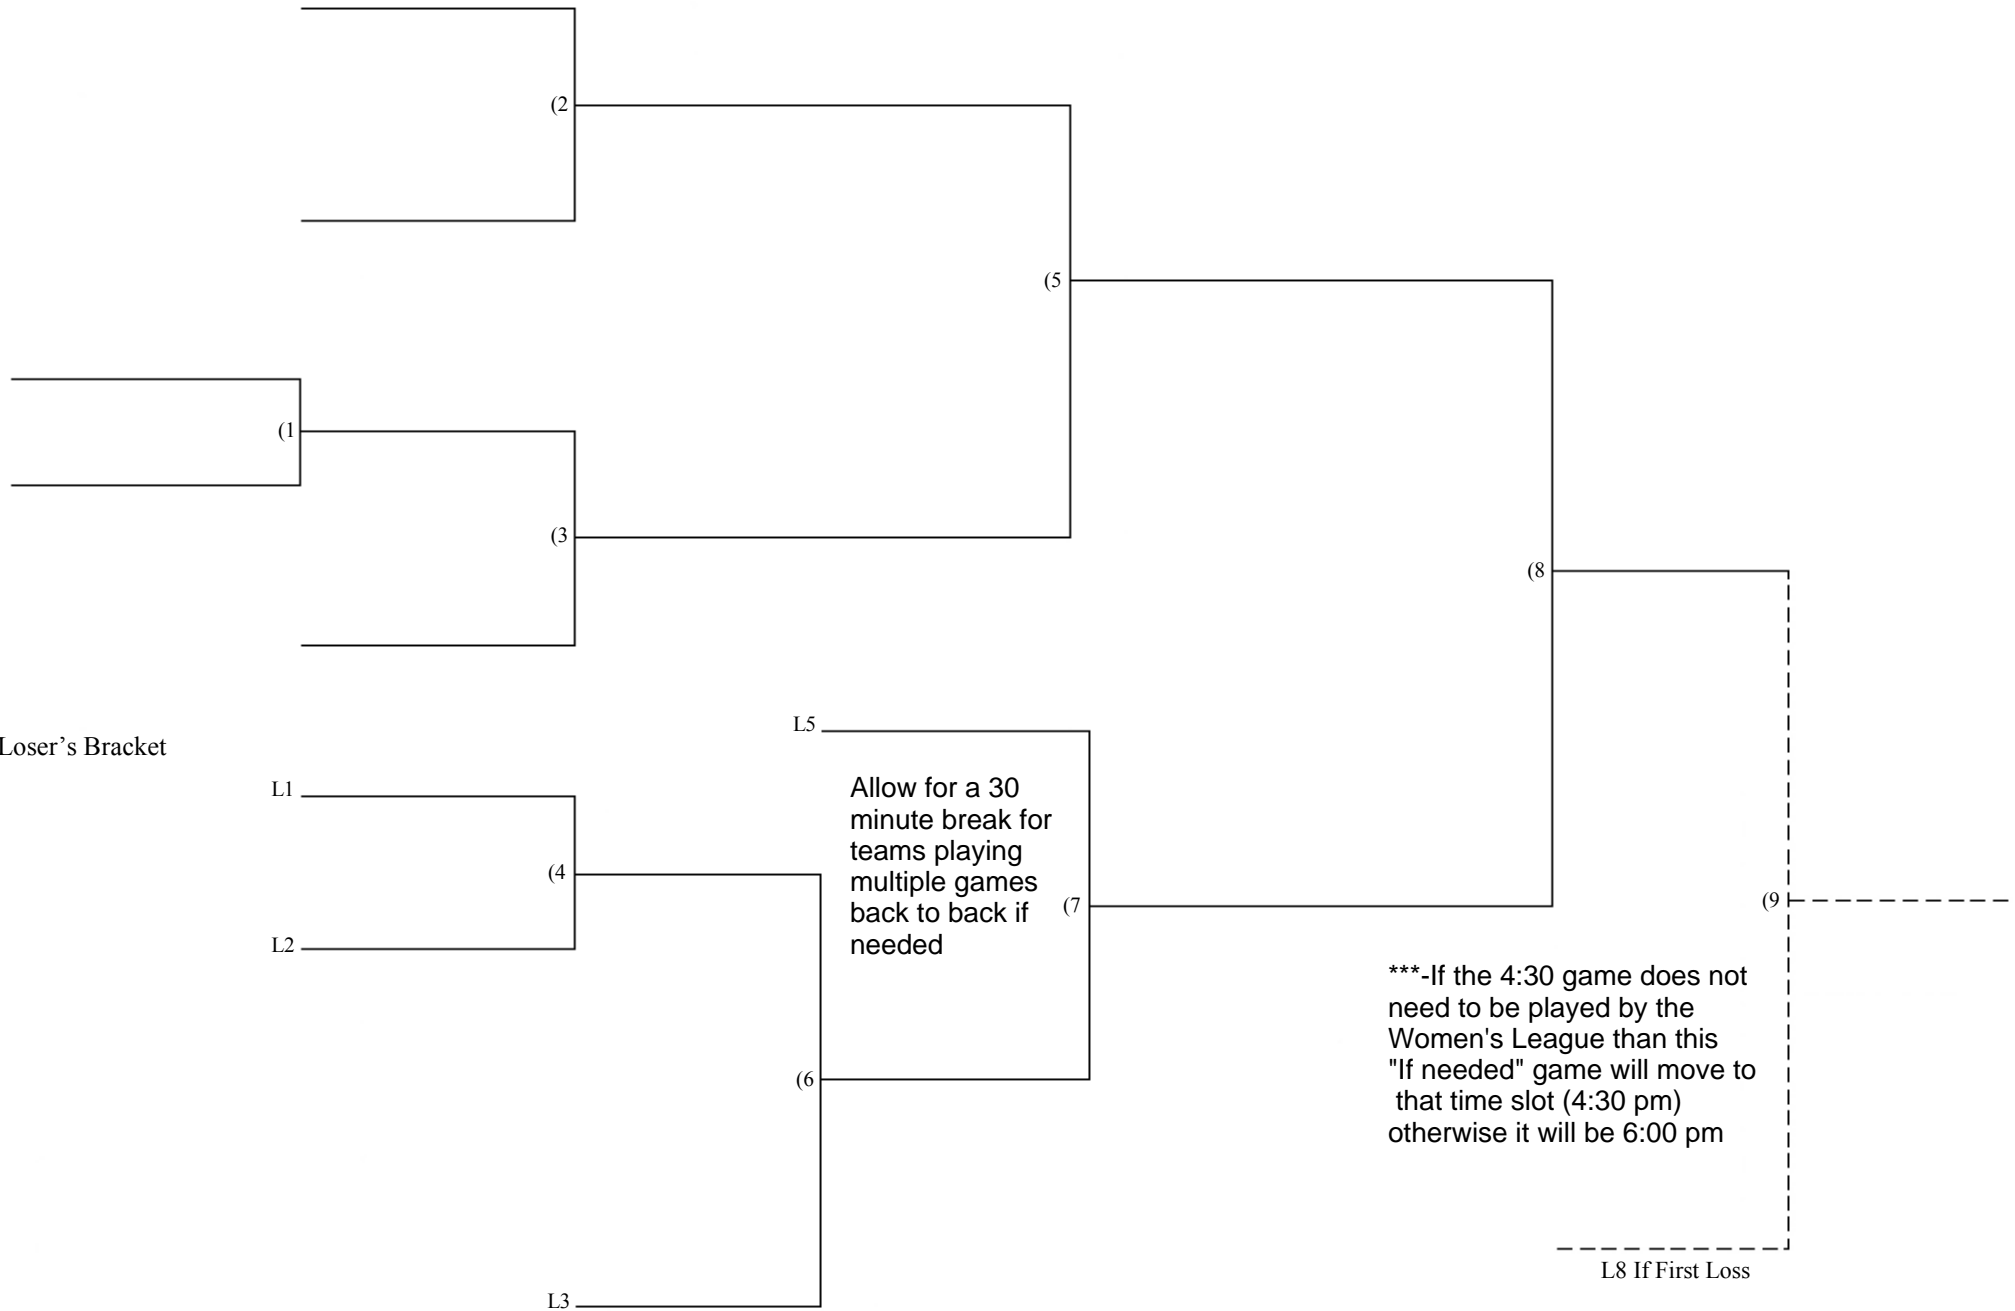 (2
(5
(1
(3
(8
L5
Loser’s Bracket
L1
Allow for a 30
minute break for
teams playing
multiple games
back to back if
needed
(4
(7
(9
L2
***-If the 4:30 game does not
need to be played by the
Women's League than this
"If needed" game will move to
that time slot (4:30 pm)
otherwise it will be 6:00 pm
(6
L8 If First Loss
L3